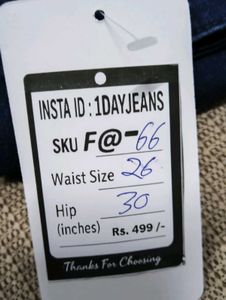 INSTA ID : 1DAYJEANS
SKU F@-66
Waist Size 26
Hip 30
(inches) Rs. 499 /-
Thanks For Choosing